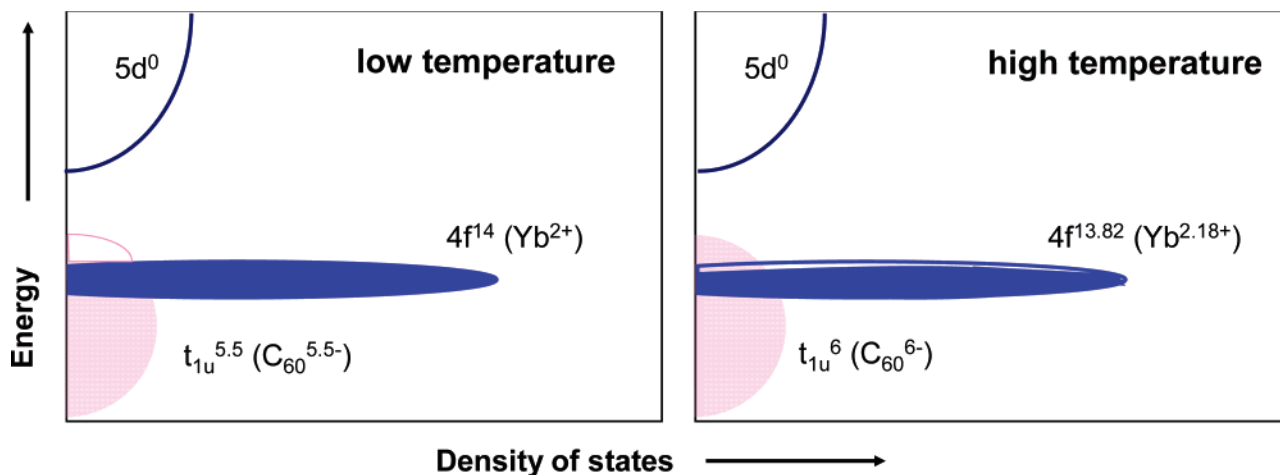 5d⁰
low temperature
4f¹⁴ (Yb²⁺)
t₁ᵤ⁵·⁵ (C₆₀⁵·⁵⁻)
5d⁰
high temperature
4f¹³·⁸² (Yb²·¹⁸⁺)
t₁ᵤ⁶ (C₆₀⁶⁻)
Energy
Density of states